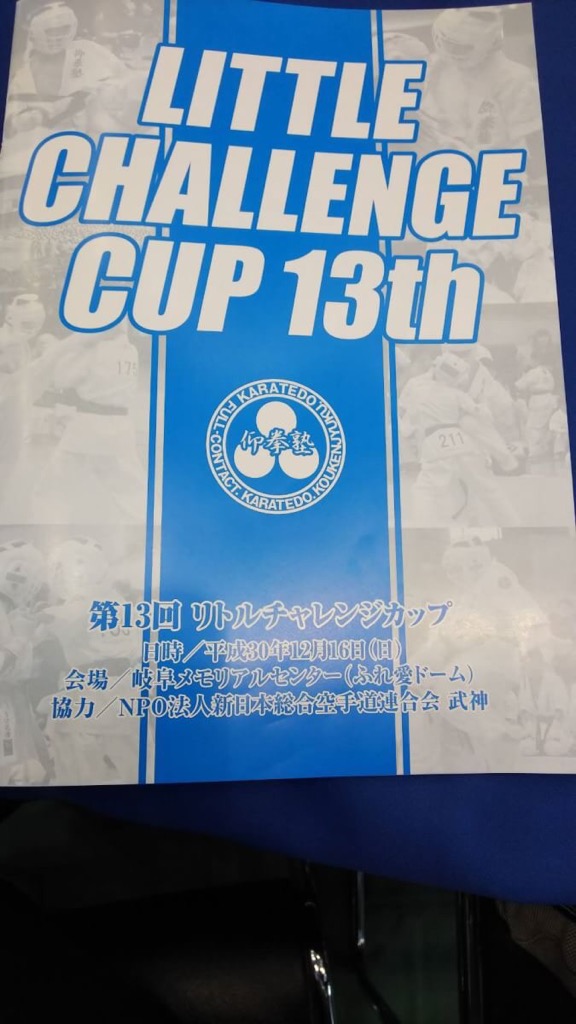 LITTLE
CHALLENGE
CUP 13th
FULL-CONTACT. KARATEDO. KOUKENJYUKU
KARATEDO
仰拳塾
211
第13回 リトルチャレンジカップ
日時／平成30年12月16日(日)
会場／岐阜メモリアルセンター(ふれ愛ドーム)
協力／NPO法人新日本総合空手道連合会 武神